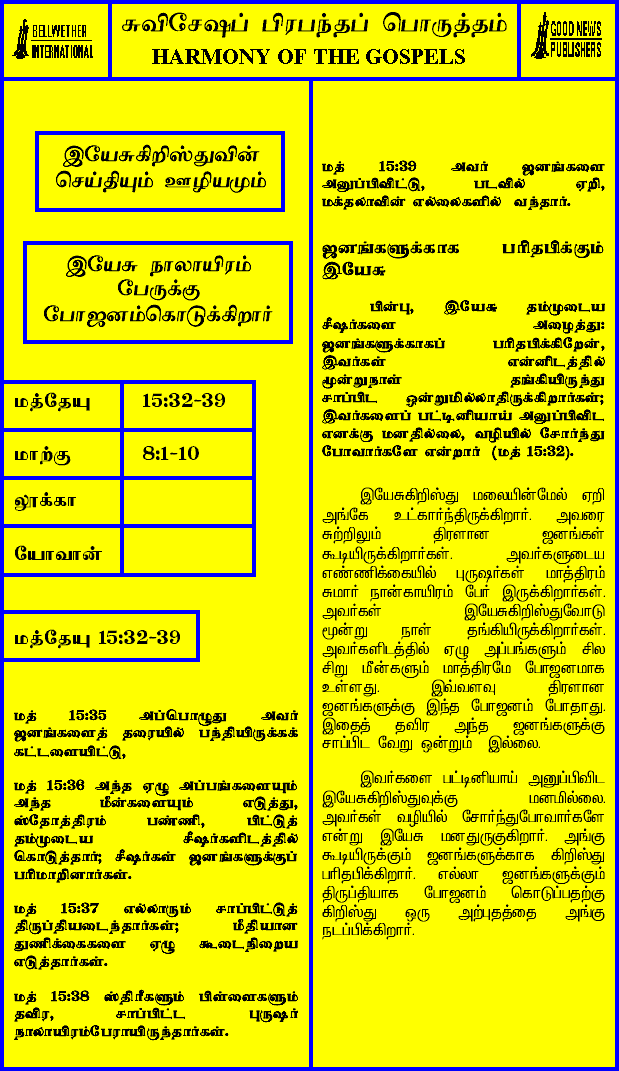 BELLWETHER
INTERNATIONAL
சுவிசேஷப் பிரபந்தப் பொருத்தம்
HARMONY OF THE GOSPELS
GOOD NEWS
PUBLISHERS
இயேசுகிறிஸ்துவின்
செய்தியும் ஊழியமும்
இயேசு நாலாயிரம்
பேருக்கு
போஜனம்கொடுக்கிறார்
மத்தேயு 15:32-39
மாற்கு 8:1-10
லூக்கா
யோவான்
மத்தேயு 15:32-39
மத் 15:35 அப்பொழுது அவர்
ஜனங்களைத் தரையில் பந்தியிருக்கக்
கட்டளையிட்டு,
மத் 15:36 அந்த ஏழு அப்பங்களையும்
அந்த மீன்களையும் எடுத்து,
ஸ்தோத்திரம் பண்ணி, பிட்டுத்
தம்முடைய சீஷர்களிடத்தில்
கொடுத்தார்; சீஷர்கள் ஜனங்களுக்குப்
பரிமாறினார்கள்.
மத் 15:37 எல்லாரும் சாப்பிட்டுத்
திருப்தியடைந்தார்கள்; மீதியான
துணிக்கைகளை ஏழு கூடைநிறைய
எடுத்தார்கள்.
மத் 15:38 ஸ்திரீகளும் பிள்ளைகளும்
தவிர, சாப்பிட்ட புருஷர்
நாலாயிரம்பேராயிருந்தார்கள்.
மத் 15:39 அவர் ஜனங்களை
அனுப்பிவிட்டு, படவில் ஏறி,
மக்தலாவின் எல்லைகளில் வந்தார்.
ஜனங்களுக்காக பரிதபிக்கும்
இயேசு
பின்பு, இயேசு தம்முடைய
சீஷர்களை அழைத்து:
ஜனங்களுக்காகப் பரிதபிக்கிறேன்,
இவர்கள் என்னிடத்தில்
மூன்றுநாள் தங்கியிருந்து
சாப்பிட ஒன்றுமில்லாதிருக்கிறார்கள்;
இவர்களைப் பட்டினியாய் அனுப்பிவிட
எனக்கு மனதில்லை, வழியில் சோர்ந்து
போவார்களே என்றார் (மத் 15:32).
இயேசுகிறிஸ்து மலையின்மேல் ஏறி
அங்கே உட்கார்ந்திருக்கிறார். அவரை
சுற்றிலும் திரளான ஜனங்கள்
கூடியிருக்கிறார்கள். அவர்களுடைய
எண்ணிக்கையில் புருஷர்கள் மாத்திரம்
சுமார் நான்காயிரம் பேர் இருக்கிறார்கள்.
அவர்கள் இயேசுகிறிஸ்துவோடு
மூன்று நாள் தங்கியிருக்கிறார்கள்.
அவர்களிடத்தில் ஏழு அப்பங்களும் சில
சிறு மீன்களும் மாத்திரமே போஜனமாக
உள்ளது. இவ்வளவு திரளான
ஜனங்களுக்கு இந்த போஜனம் போதாது.
இதைத் தவிர அந்த ஜனங்களுக்கு
சாப்பிட வேறு ஒன்றும் இல்லை.
இவர்களை பட்டினியாய் அனுப்பிவிட
இயேசுகிறிஸ்துவுக்கு மனமில்லை.
அவர்கள் வழியில் சோர்ந்துபோவார்களே
என்று இயேசு மனதுருகுகிறார். அங்கு
கூடியிருக்கும் ஜனங்களுக்காக கிறிஸ்து
பரிதபிக்கிறார். எல்லா ஜனங்களுக்கும்
திருப்தியாக போஜனம் கொடுப்பதற்கு
கிறிஸ்து ஒரு அற்புதத்தை அங்கு
நடப்பிக்கிறார்.